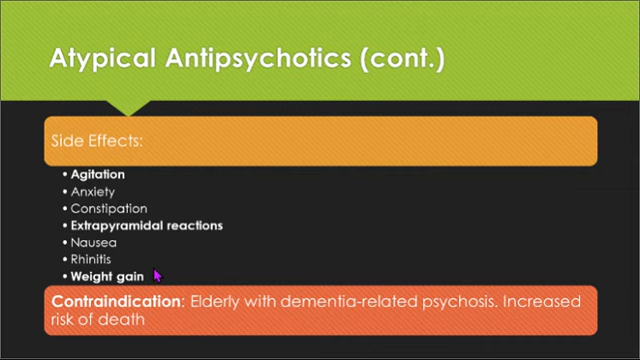 Atypical Antipsychotics (cont.)
Side Effects:
• Agitation
• Anxiety
• Constipation
• Extrapyramidal reactions
• Nausea
• Rhinitis
• Weight gain
Contraindication: Elderly with dementia-related psychosis. Increased
risk of death